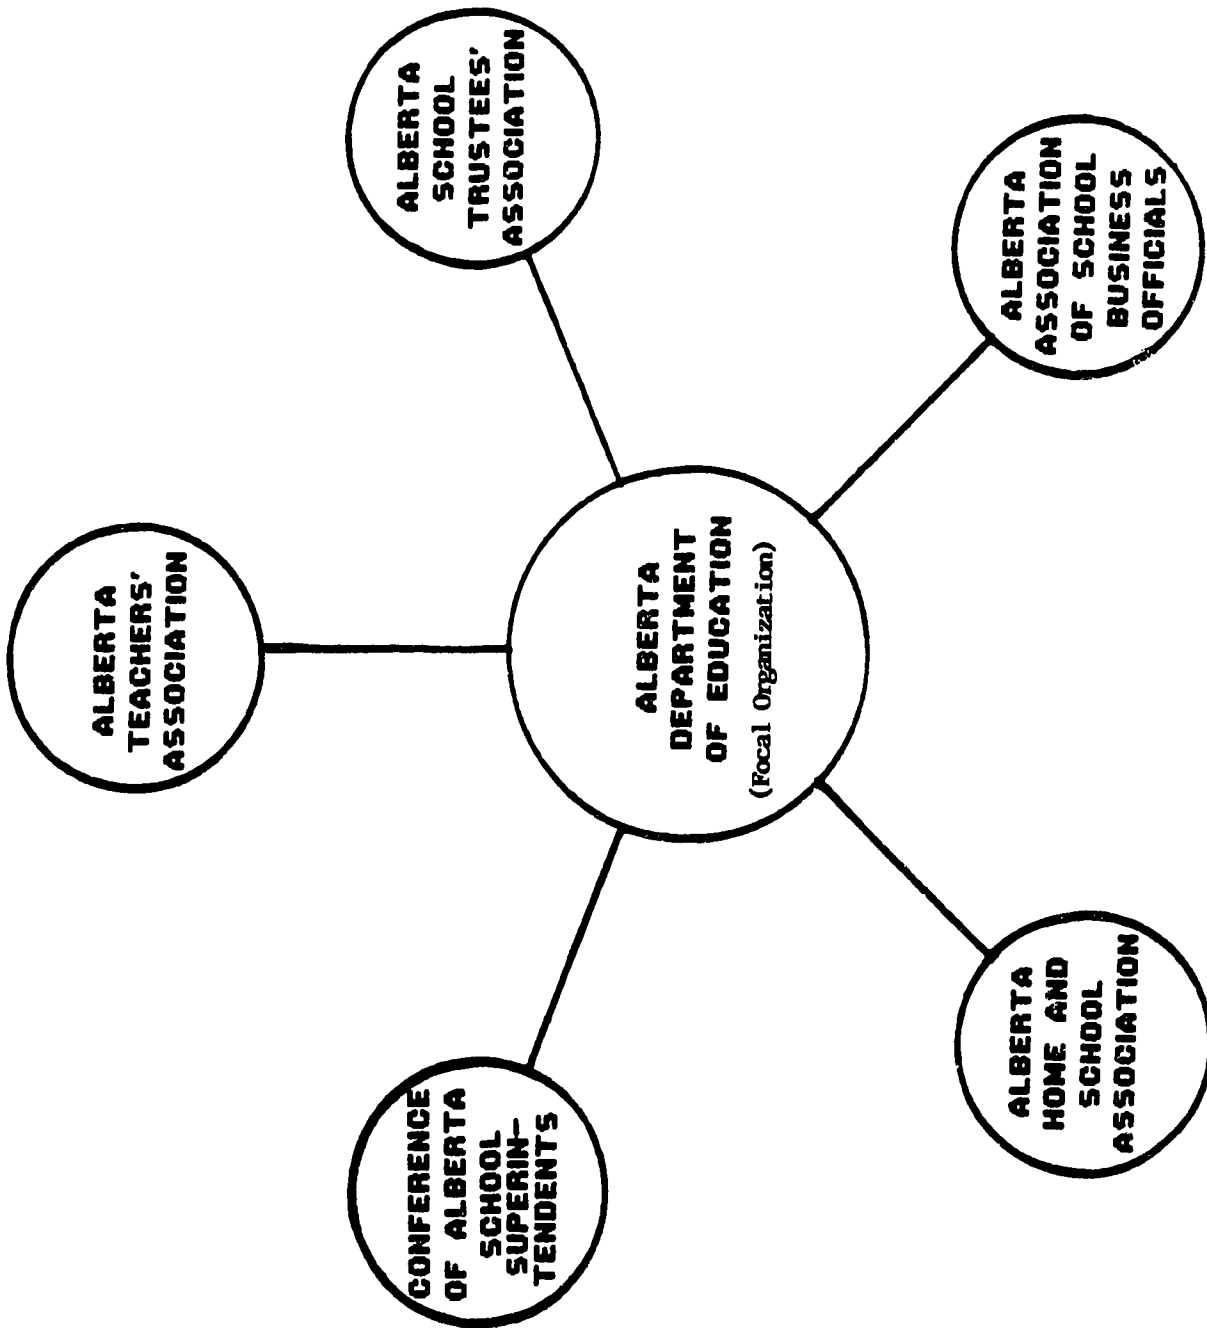 ALBERTA
TEACHERS'
ASSOCIATION
CONFERENCE
OF ALBERTA
SCHOOL
SUPERIN-
TENDENTS
ALBERTA
SCHOOL
TRUSTEES'
ASSOCIATION
ALBERTA
DEPARTMENT
OF EDUCATION
(Focal Organization)
ALBERTA
HOME AND
SCHOOL
ASSOCIATION
ALBERTA
ASSOCIATION
OF SCHOOL
BUSINESS
OFFICIALS